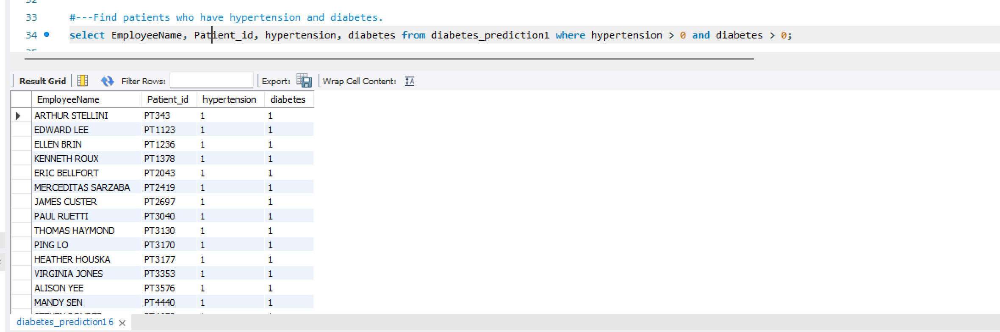 33 #---Find patients who have hypertension and diabetes.
34 select EmployeeName, Patient_id, hypertension, diabetes from diabetes_prediction1 where hypertension > 0 and diabetes > 0;
Result Grid Filter Rows: Export: Wrap Cell Content:
EmployeeName Patient_id hypertension diabetes
ARTHUR STELLINI PT343 1 1
EDWARD LEE PT1123 1 1
ELLEN BRIN PT1236 1 1
KENNETH ROUX PT1378 1 1
ERIC BELLFORT PT2043 1 1
MERCEDITAS SARZABA PT2419 1 1
JAMES CUSTER PT2697 1 1
PAUL RUETTI PT3040 1 1
THOMAS HAYMOND PT3130 1 1
PING LO PT3170 1 1
HEATHER HOUSKA PT3177 1 1
VIRGINIA JONES PT3353 1 1
ALISON YEE PT3576 1 1
MANDY SEN PT4440 1 1
diabetes_prediction1 6